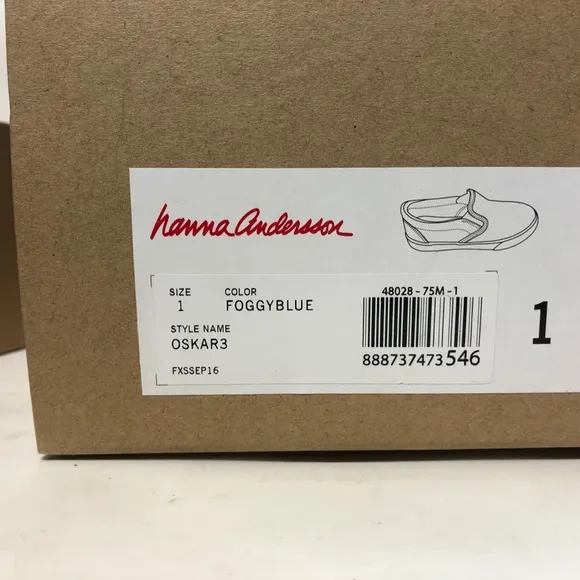 hanna andersson
SIZE COLOR 48028-75M-1
1 FOGGYBLUE
STYLE NAME
OSKAR3
888737473546
FXSSEP16
1